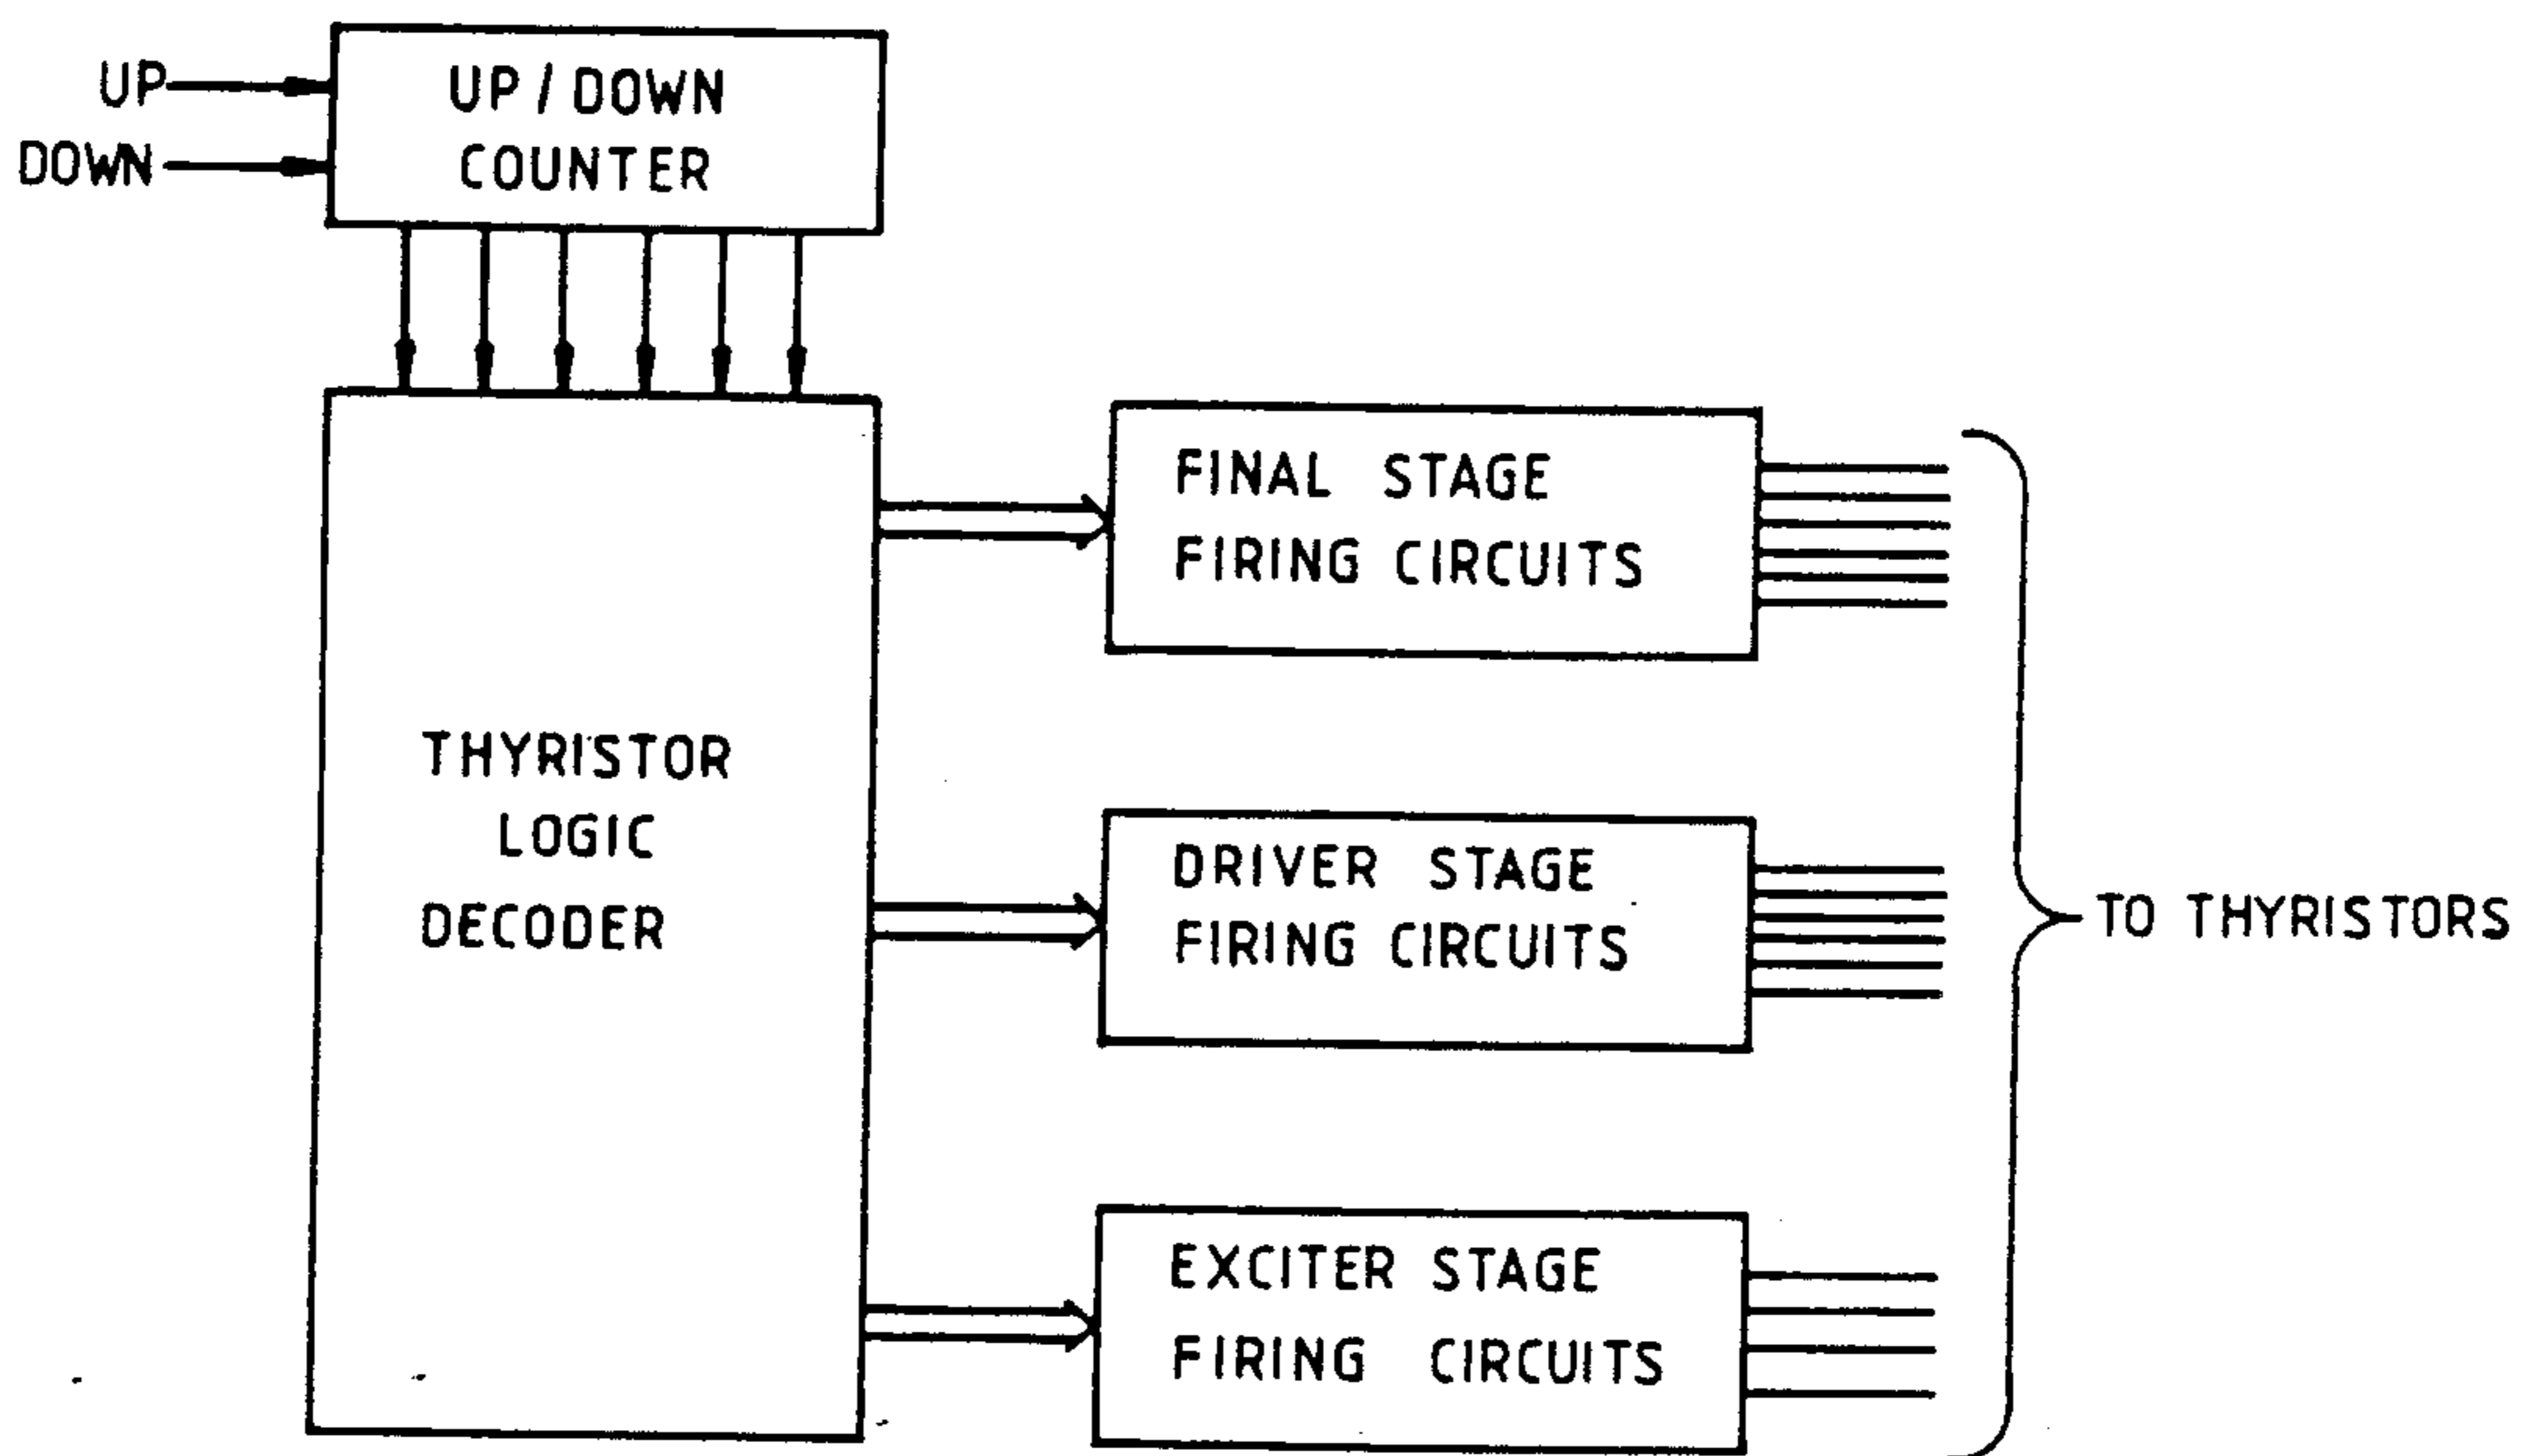 UP
DOWN
UP / DOWN
COUNTER
THYRISTOR
LOGIC
DECODER
FINAL STAGE
FIRING CIRCUITS
DRIVER STAGE
FIRING CIRCUITS
EXCITER STAGE
FIRING CIRCUITS
TO THYRISTORS